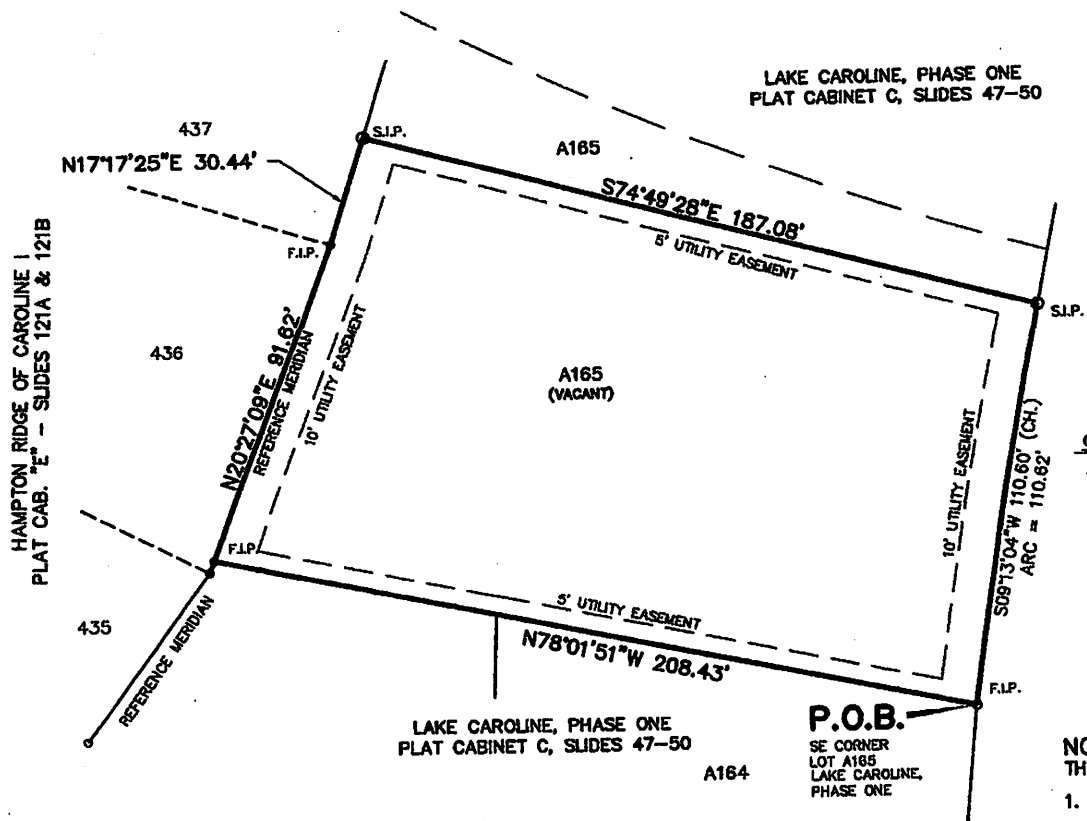 LAKE CAROLINE, PHASE ONE
PLAT CABINET C, SLIDES 47-50
437
S.I.P.
A165
N17°17'25"E 30.44'
S74°49'28"E 187.08'
5' UTILITY EASEMENT
F.I.P.
S.I.P.
HAMPTON RIDGE OF CAROLINE I
PLAT CAB. "E" - SLIDES 121A & 121B
436
N20°27'09"E 91.62'
REFERENCE MERIDIAN
10' UTILITY EASEMENT
A165
(VACANT)
10' UTILITY EASEMENT
S09°13'04"W 110.60' (CH.)
ARC = 110.62'
F.I.P.
435
REFERENCE MERIDIAN
5' UTILITY EASEMENT
N78°01'51"W 208.43'
F.I.P.
LAKE CAROLINE, PHASE ONE
PLAT CABINET C, SLIDES 47-50
A164
P.O.B.
SE CORNER
LOT A165
LAKE CAROLINE,
PHASE ONE
NO
TH
1.